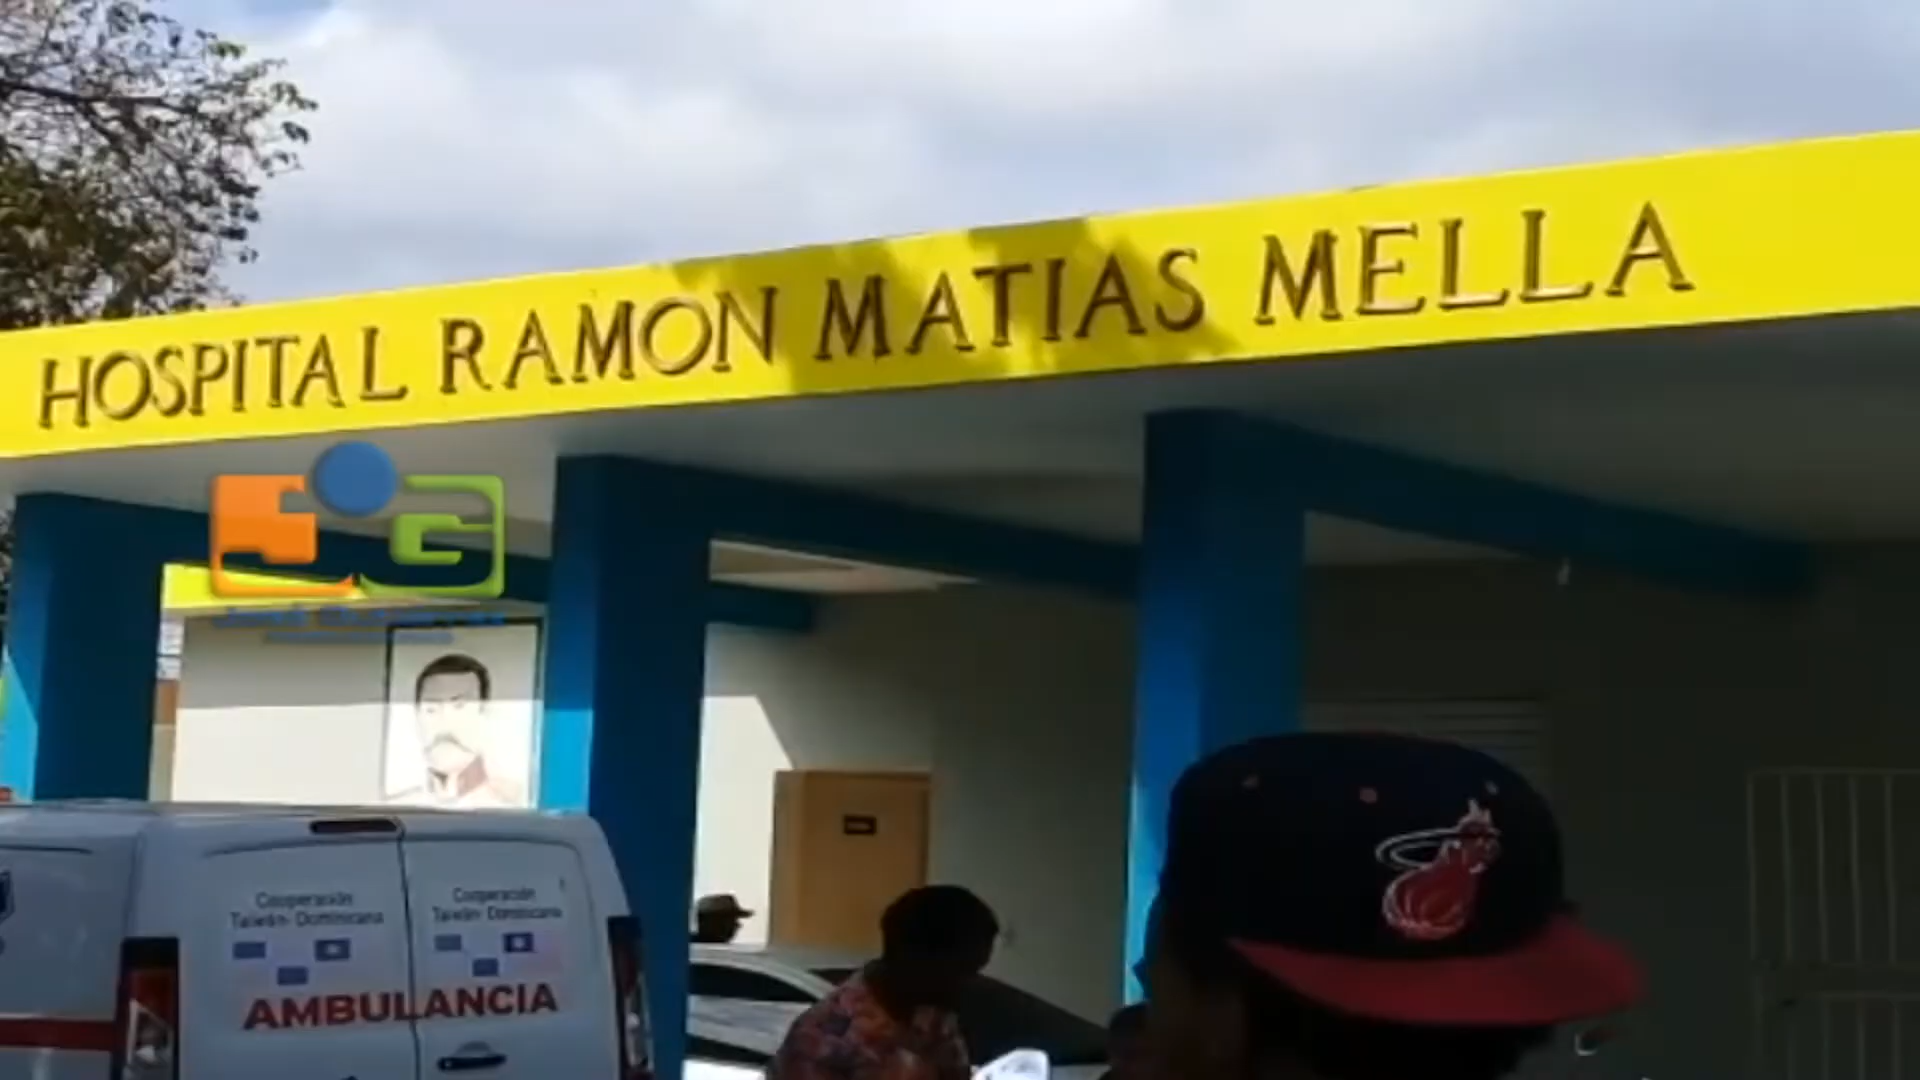 HOSPITAL RAMON MATIAS MELLA
Cooperación
Taiwán- Dominicana
Cooperación
Taiwán- Dominicana
AMBULANCIA